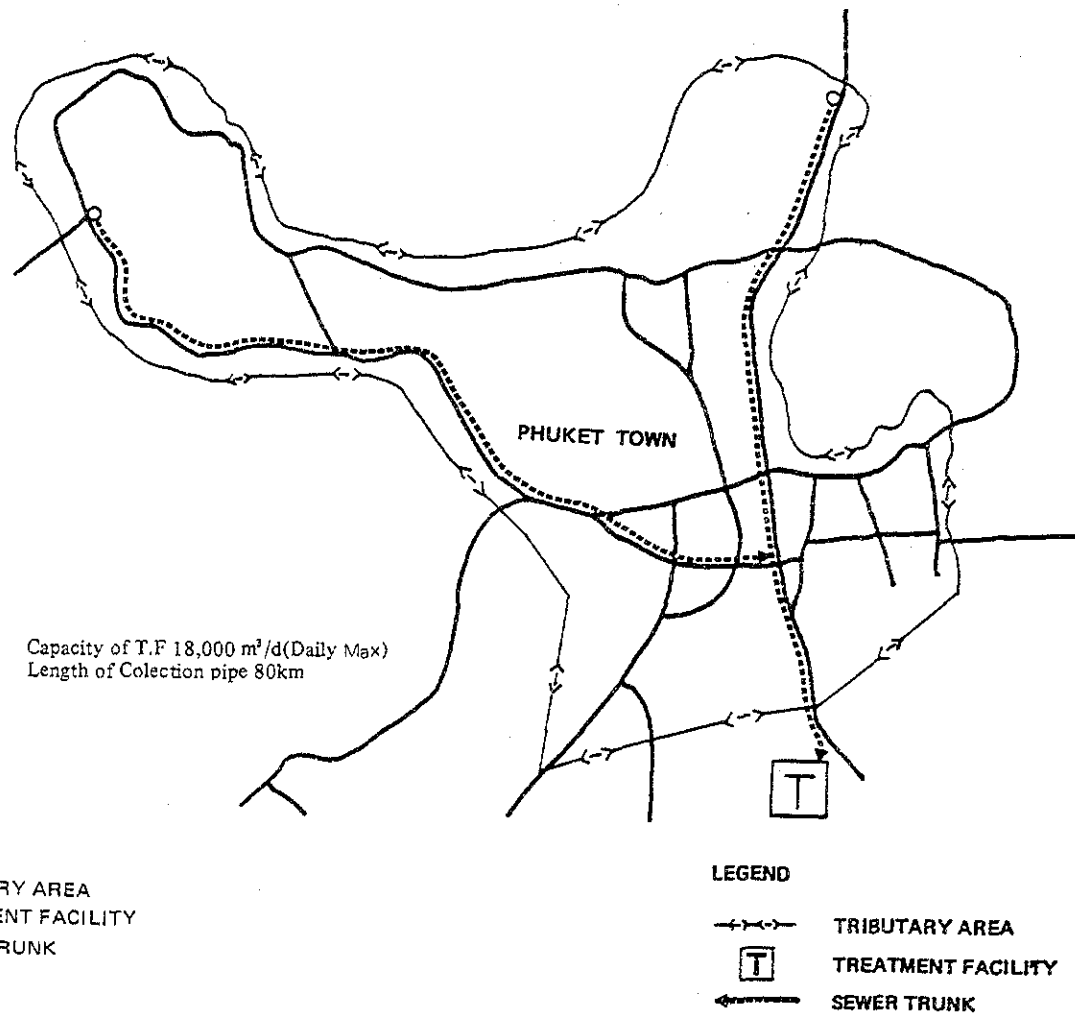 PHUKET TOWN
Capacity of T.F 18,000 m³/d(Daily Max)
Length of Colection pipe 80km
T
RY AREA
ENT FACILITY
RUNK
LEGEND
TRIBUTARY AREA
T TREATMENT FACILITY
SEWER TRUNK